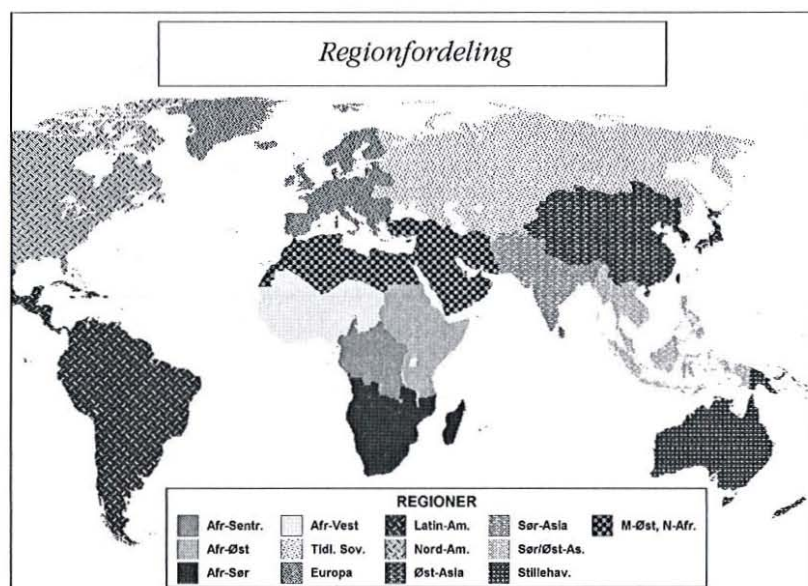 Regionfordeling
REGIONER
Afr-Sentr.
Afr-Vest
Latin-Am.
Sør-Asia
M-Øst, N-Afr.
Afr-Øst
Tidl. Sov.
Nord-Am.
Sør/Øst-As.
Afr-Sør
Europa
Øst-Asia
Stillehav.